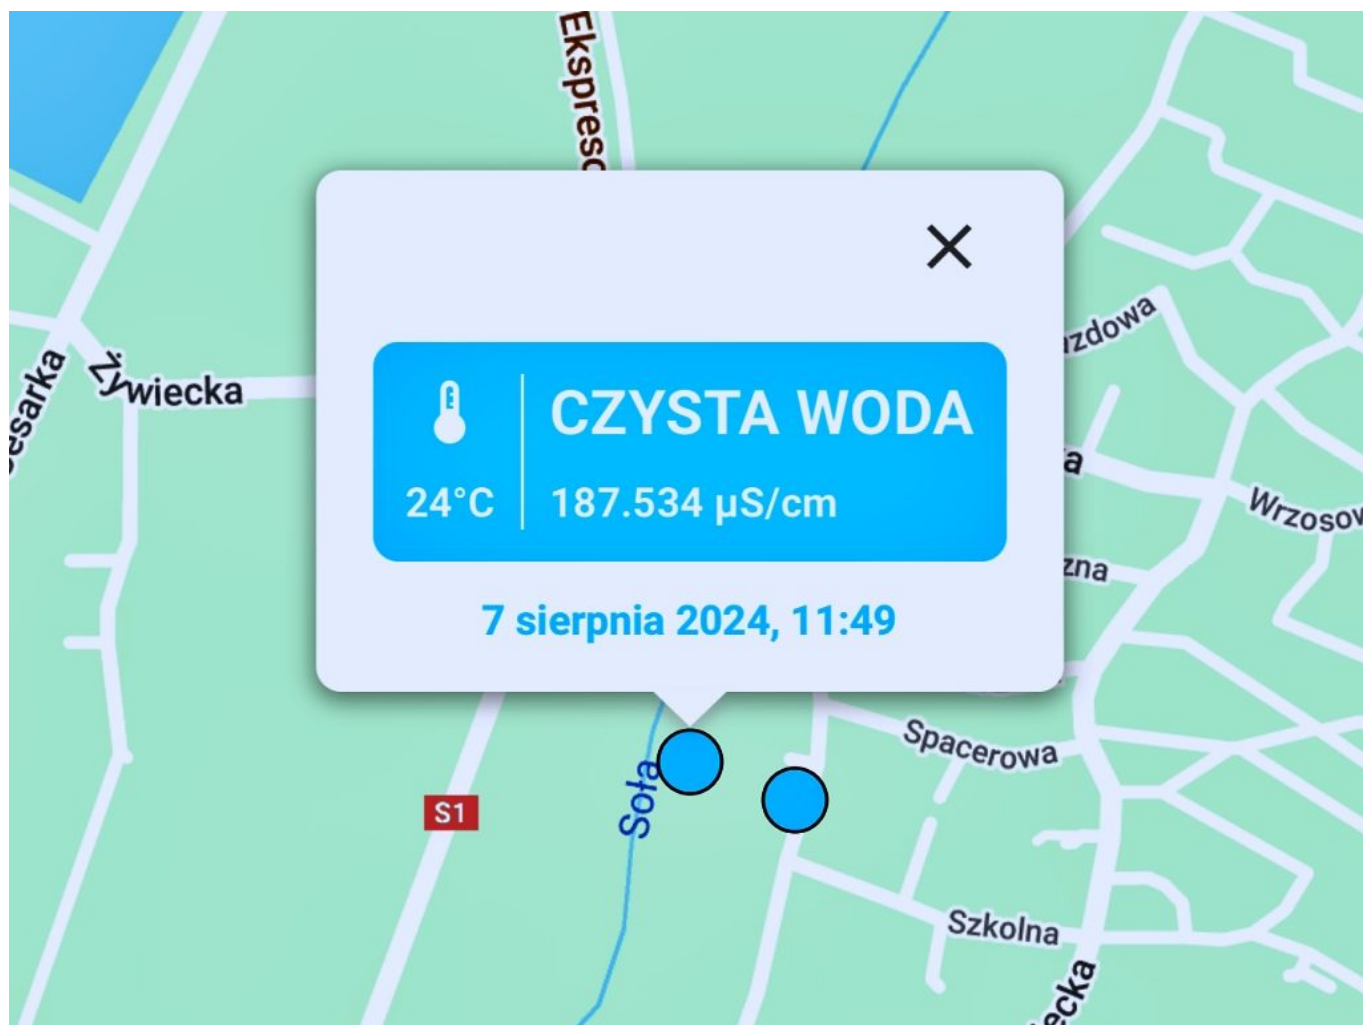 Ekspreso
azdowa
Żywiecka
esarka
CZYSTA WODA
24°C
187.534 µS/cm
Wrzosow
zna
7 sierpnia 2024, 11:49
Spacerowa
Soła
S1
Szkolna
ecka